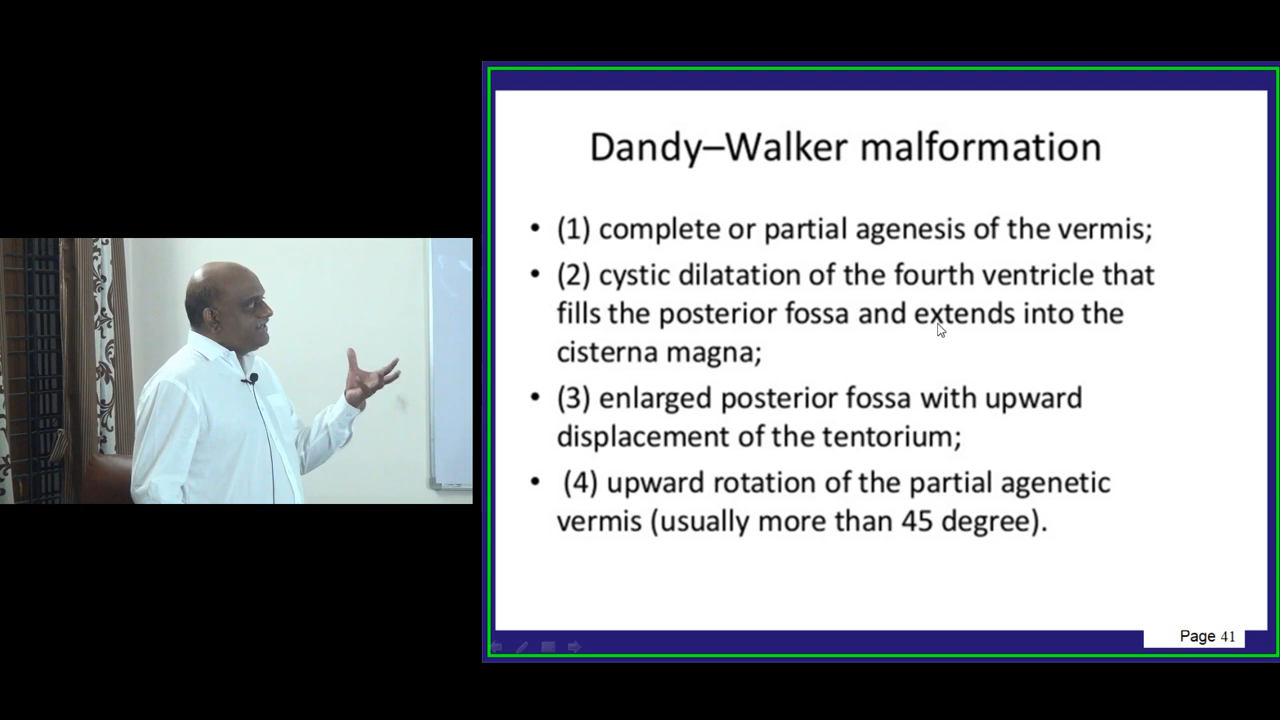 Dandy–Walker malformation
• (1) complete or partial agenesis of the vermis;
• (2) cystic dilatation of the fourth ventricle that
fills the posterior fossa and extends into the
cisterna magna;
• (3) enlarged posterior fossa with upward
displacement of the tentorium;
• (4) upward rotation of the partial agenetic
vermis (usually more than 45 degree).
Page 41